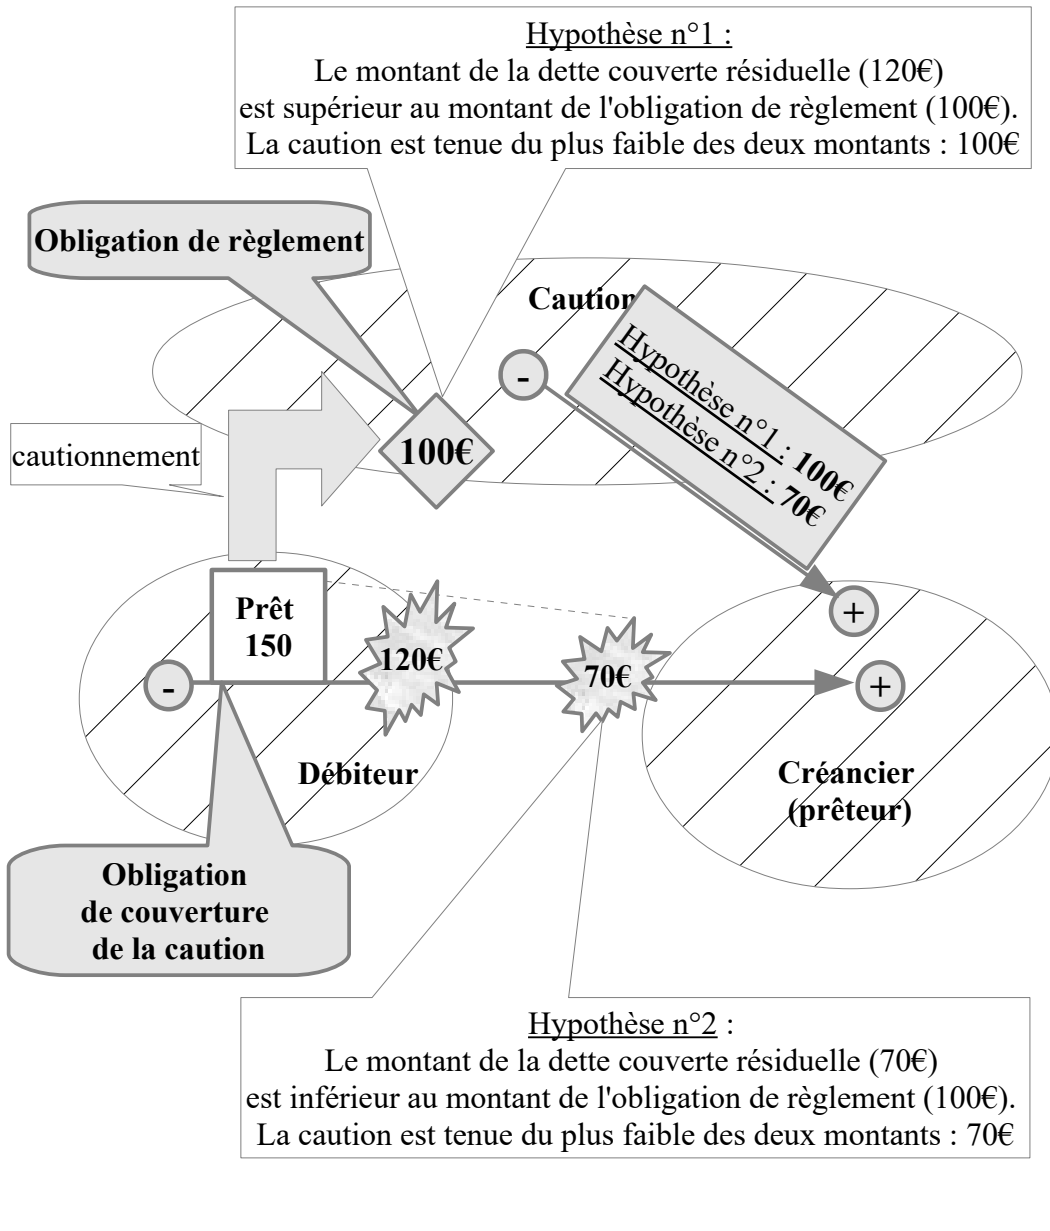 Hypothèse n°1 :
Le montant de la dette couverte résiduelle (120€)
est supérieur au montant de l'obligation de règlement (100€).
La caution est tenue du plus faible des deux montants : 100€
Obligation de règlement
Caution
-
Hypothèse n°1 : 100€
Hypothèse n°2 : 70€
100€
cautionnement
+
Prêt
150
120€
70€
-
+
Débiteur
Créancier
(prêteur)
Obligation
de couverture
de la caution
Hypothèse n°2 :
Le montant de la dette couverte résiduelle (70€)
est inférieur au montant de l'obligation de règlement (100€).
La caution est tenue du plus faible des deux montants : 70€